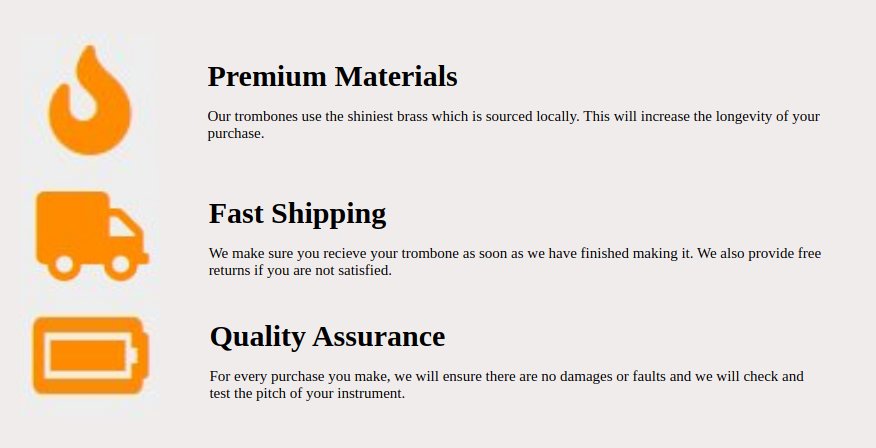 Premium Materials
Our trombones use the shiniest brass which is sourced locally. This will increase the longevity of your
purchase.
Fast Shipping
We make sure you recieve your trombone as soon as we have finished making it. We also provide free
returns if you are not satisfied.
Quality Assurance
For every purchase you make, we will ensure there are no damages or faults and we will check and
test the pitch of your instrument.